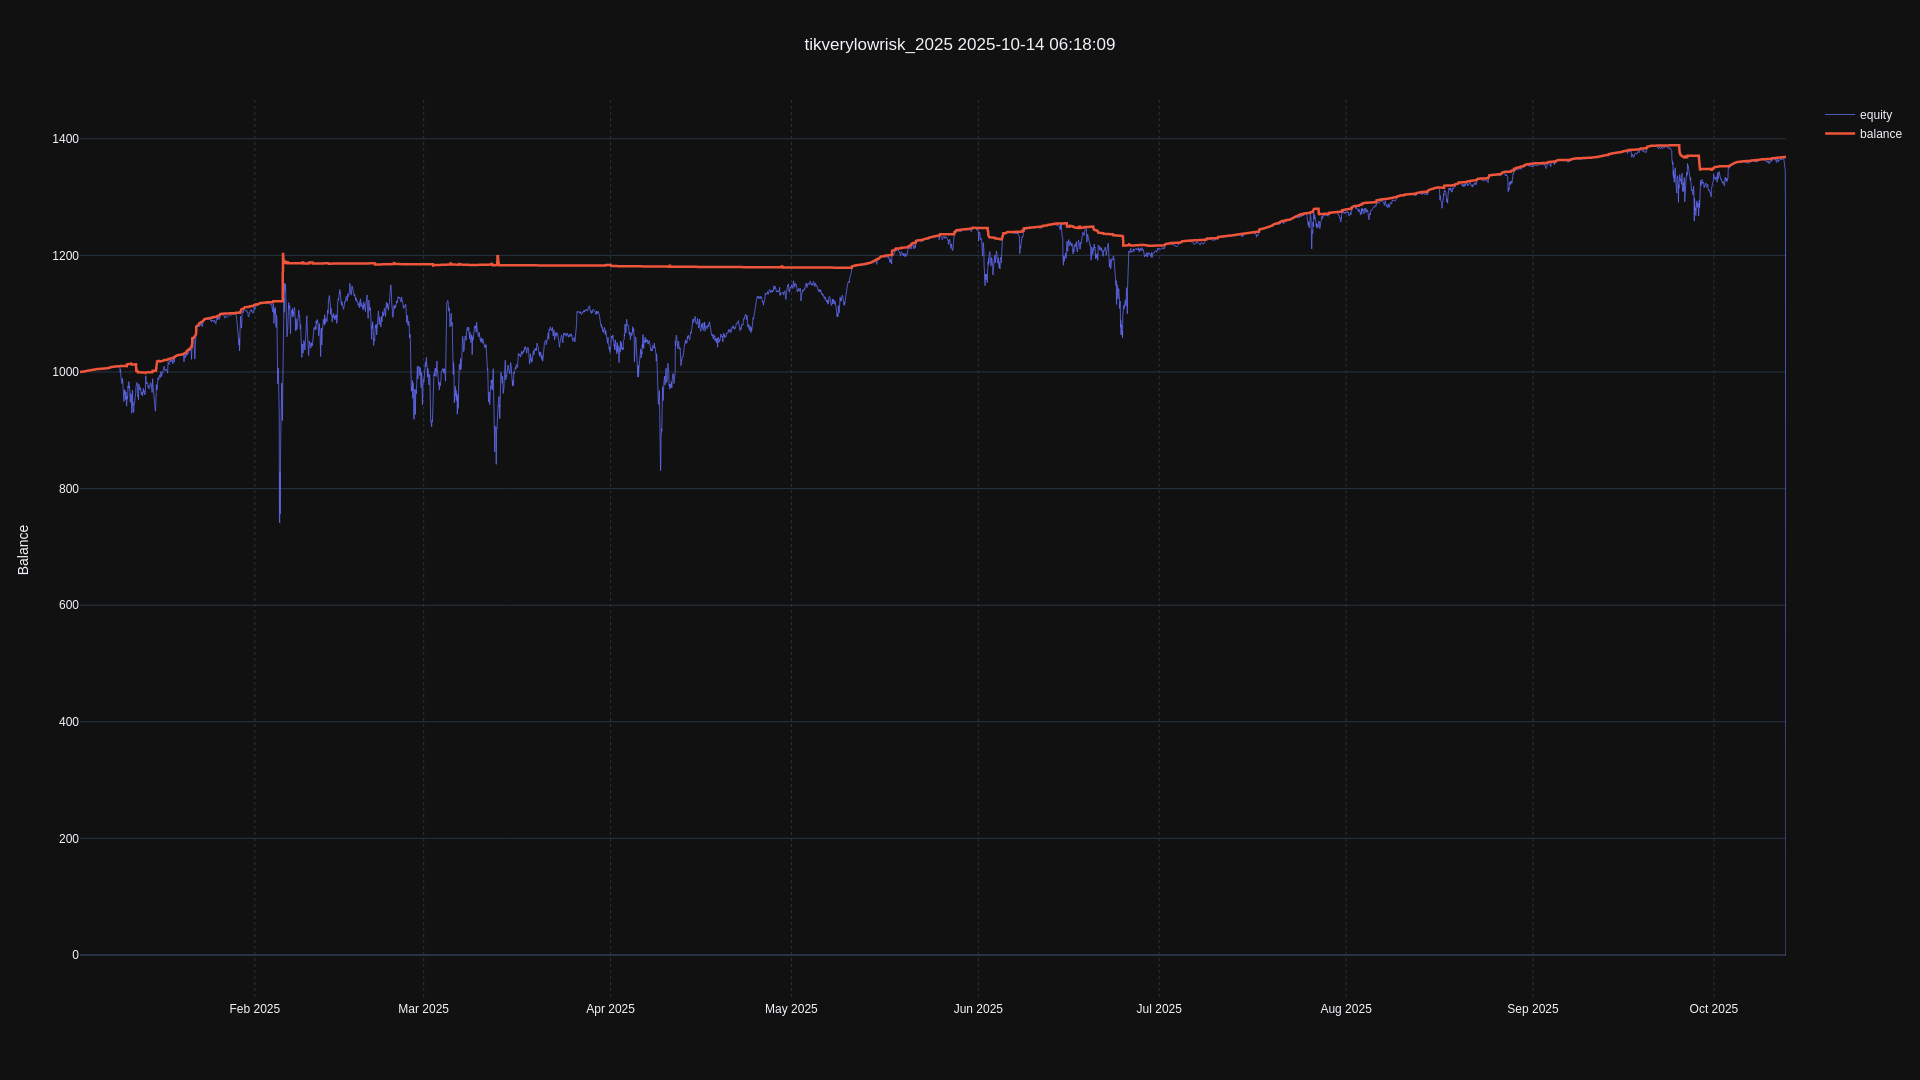 tikverylowrisk_2025 2025-10-14 06:18:09
equity
balance
1400
1200
1000
800
600
400
200
0
Balance
Feb 2025
Mar 2025
Apr 2025
May 2025
Jun 2025
Jul 2025
Aug 2025
Sep 2025
Oct 2025